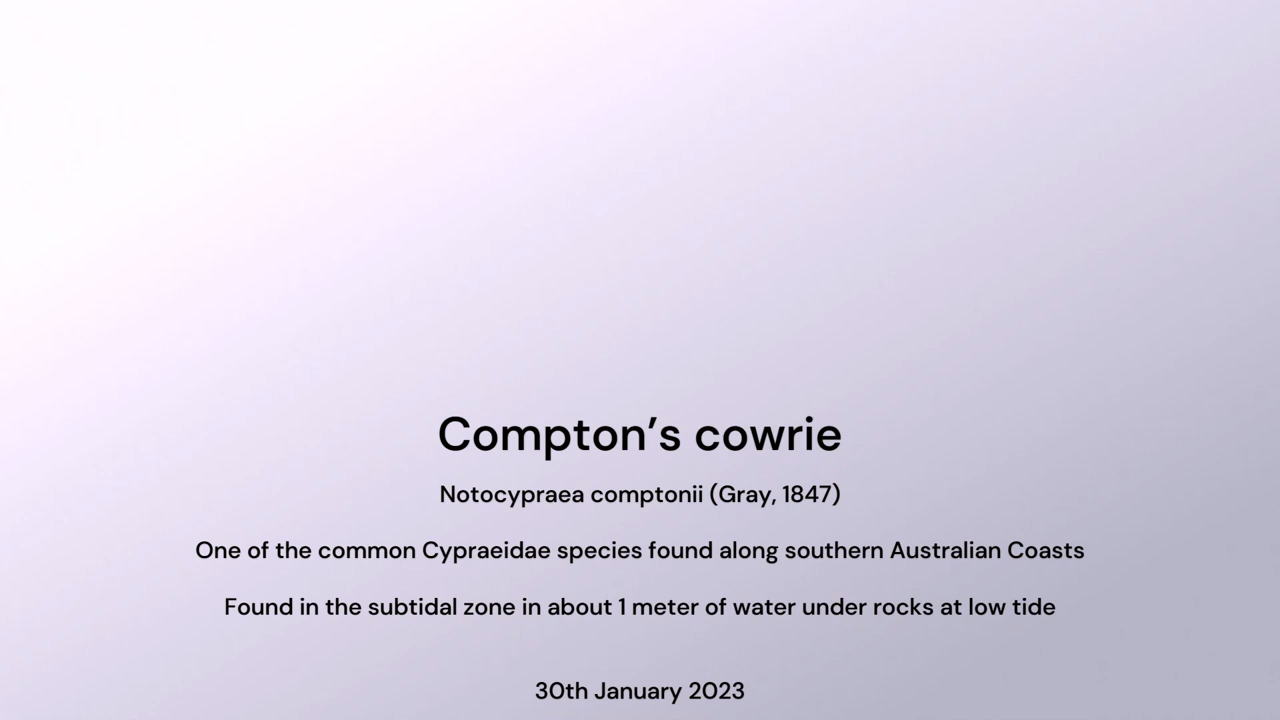 Compton’s cowrie
Notocypraea comptonii (Gray, 1847)
One of the common Cypraeidae species found along southern Australian Coasts
Found in the subtidal zone in about 1 meter of water under rocks at low tide
30th January 2023